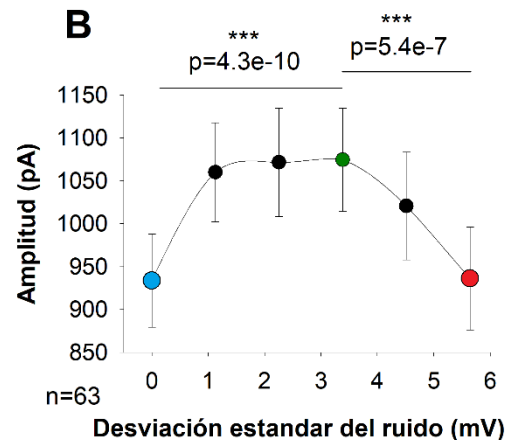 B
***
p=4.3e-10
***
p=5.4e-7
Amplitud (pA)
1150
1100
1050
1000
950
900
850
0 1 2 3 4 5 6
n=63
Desviación estandar del ruido (mV)